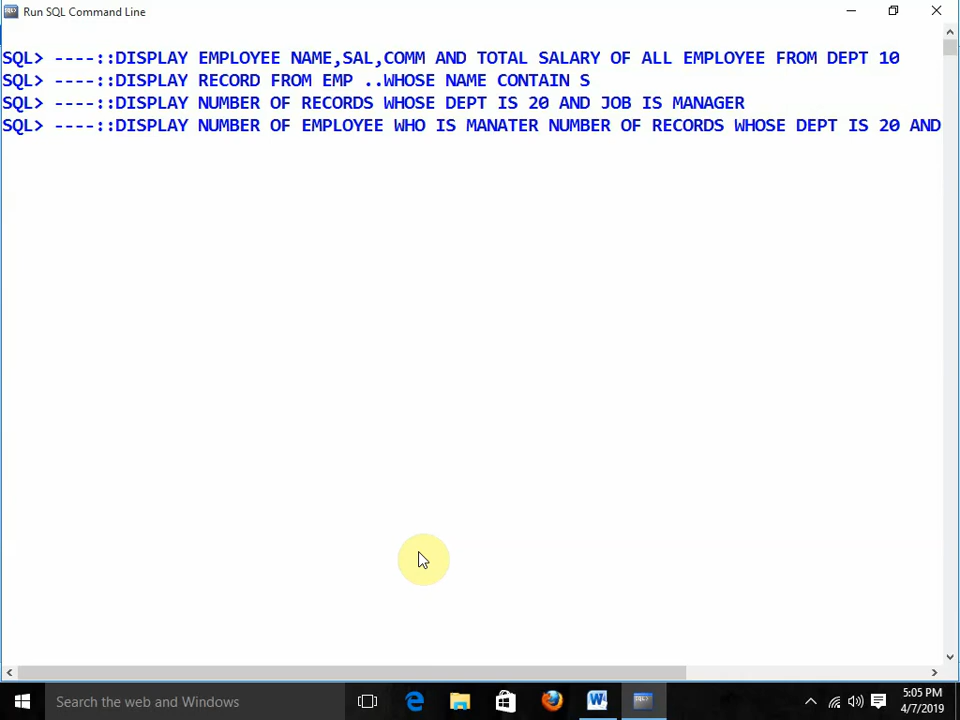 Run SQL Command Line
SQL> ----::DISPLAY EMPLOYEE NAME,SAL,COMM AND TOTAL SALARY OF ALL EMPLOYEE FROM DEPT 10
SQL> ----::DISPLAY RECORD FROM EMP ..WHOSE NAME CONTAIN S
SQL> ----::DISPLAY NUMBER OF RECORDS WHOSE DEPT IS 20 AND JOB IS MANAGER
SQL> ----::DISPLAY NUMBER OF EMPLOYEE WHO IS MANATER NUMBER OF RECORDS WHOSE DEPT IS 20 AND
Search the web and Windows
5:05 PM
4/7/2019